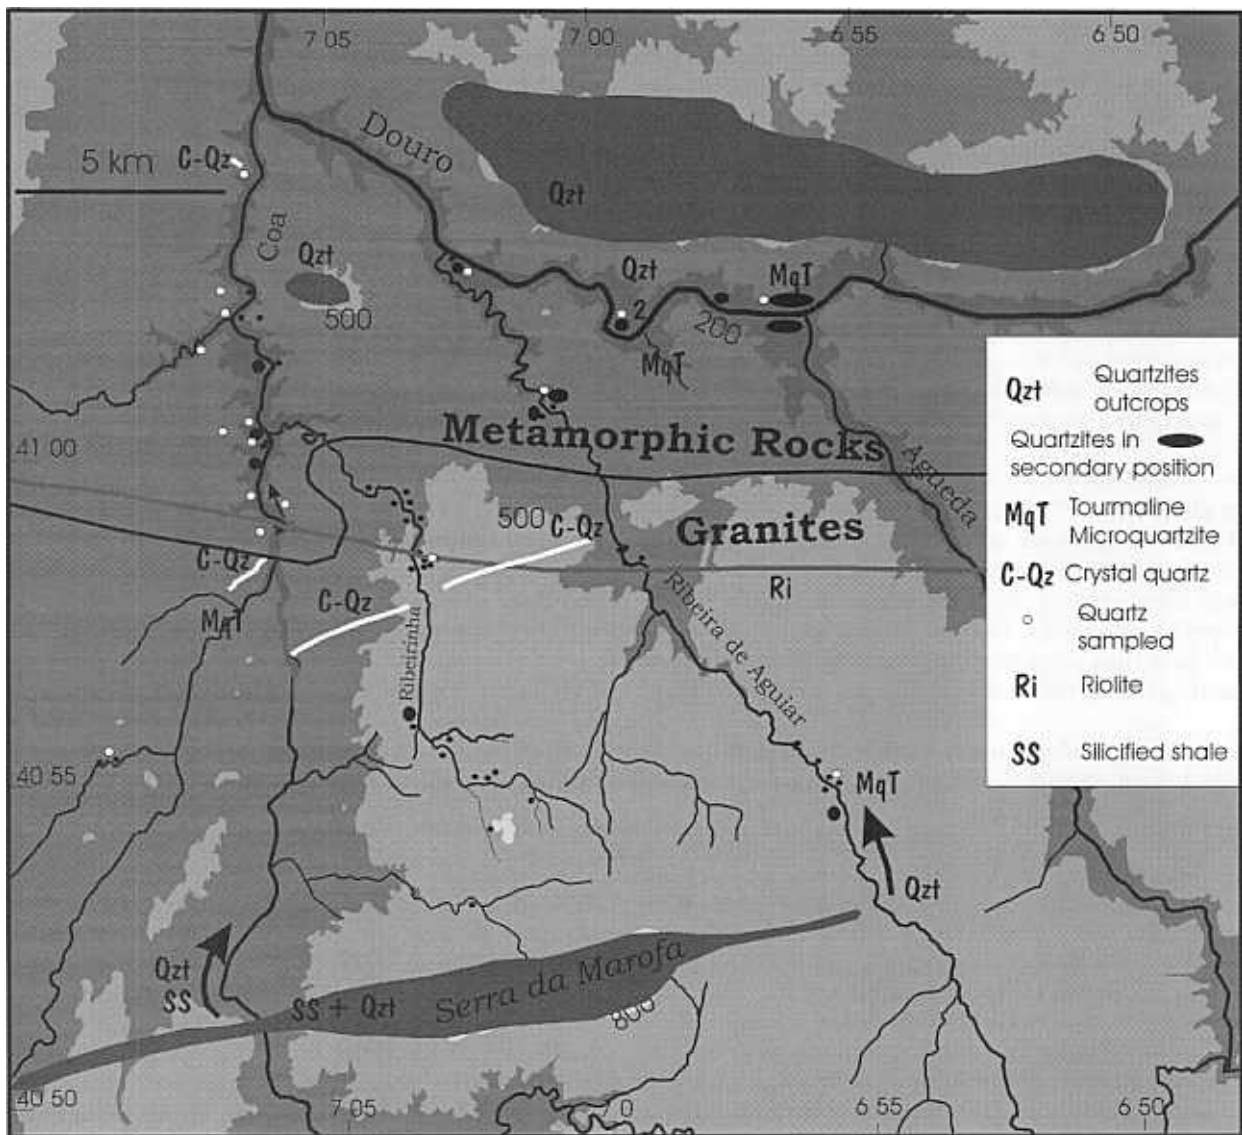 7 05
7 00
6 55
6 50
Douro
C-Qz
5 km
Qzt
Coa
Qzt
Qzt
MqT
500
2
200
MqT
41 00
Metamorphic Rocks
Agueda
500
C-Qz
Granites
C-Qz
C-Qz
Ri
MqT
Ribeirinha
Ribeira de Aguiar
40 55
MqT
Qzt
Qzt
SS
SS + Qzt
Serra da Marofa
800
40 50
7 05
0
6 55
6 50
Qzt Quartzites
outcrops
Quartzites in
secondary position
MqT Tourmaline
Microquartzite
C-Qz Crystal quartz
Quartz
sampled
Ri Riolite
SS Silicified shale